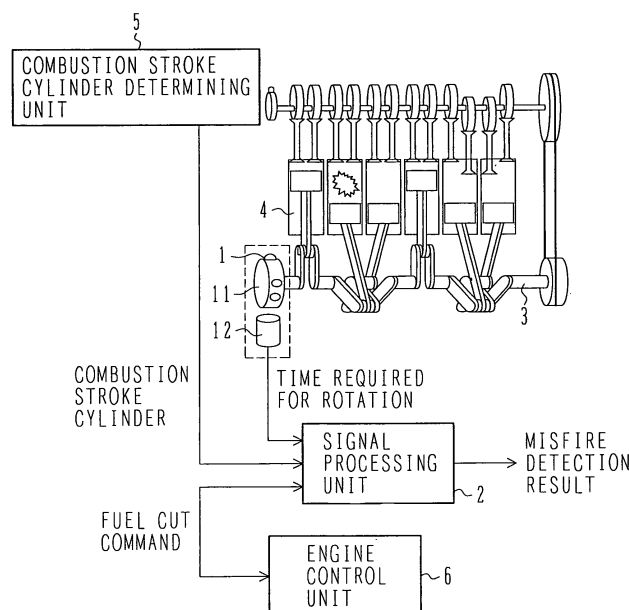 5
COMBUSTION STROKE
CYLINDER DETERMINING
UNIT
4
1
11
12
3
COMBUSTION
STROKE
CYLINDER
TIME REQUIRED
FOR ROTATION
SIGNAL
PROCESSING
UNIT
2
MISFIRE
DETECTION
RESULT
FUEL CUT
COMMAND
ENGINE
CONTROL
UNIT
6